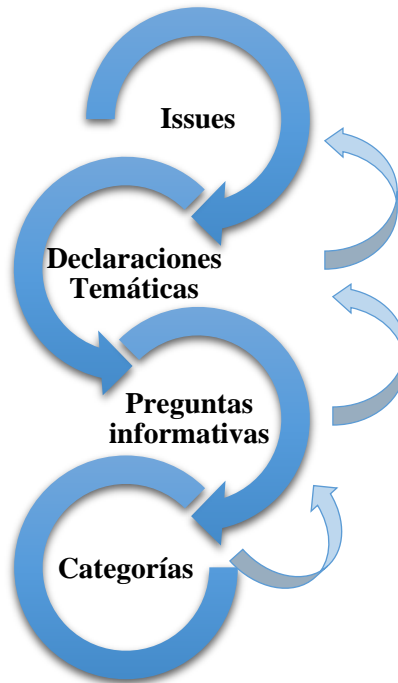 Issues
Declaraciones
Temáticas
Preguntas
informativas
Categorías